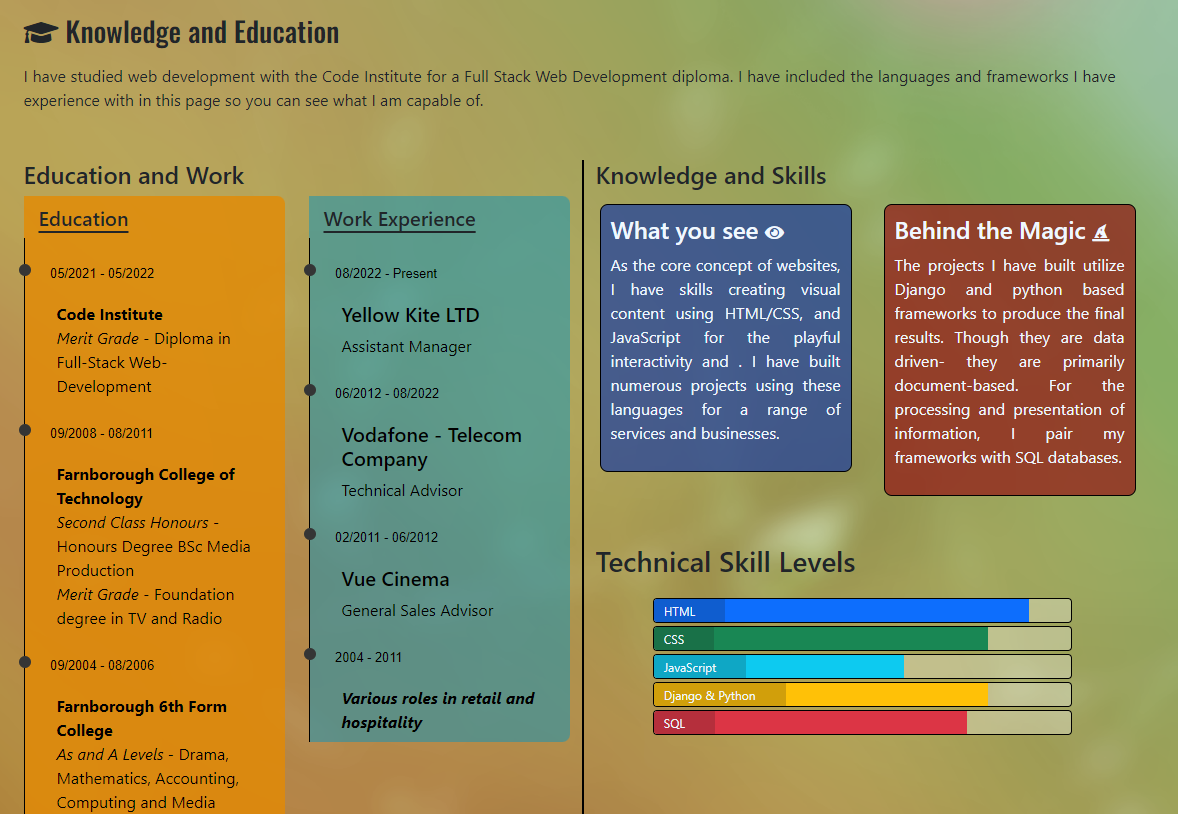 Knowledge and Education
I have studied web development with the Code Institute for a Full Stack Web Development diploma. I have included the languages and frameworks I have
experience with in this page so you can see what I am capable of.
Education and Work
Education
05/2021 - 05/2022
Code Institute
Merit Grade - Diploma in
Full-Stack Web-
Development
09/2008 - 08/2011
Farnborough College of
Technology
Second Class Honours -
Honours Degree BSc Media
Production
Merit Grade - Foundation
degree in TV and Radio
09/2004 - 08/2006
Farnborough 6th Form
College
As and A Levels - Drama,
Mathematics, Accounting,
Computing and Media
Work Experience
08/2022 - Present
Yellow Kite LTD
Assistant Manager
06/2012 - 08/2022
Vodafone - Telecom
Company
Technical Advisor
02/2011 - 06/2012
Vue Cinema
General Sales Advisor
2004 - 2011
Various roles in retail and
hospitality
Knowledge and Skills
What you see
As the core concept of websites,
I have skills creating visual
content using HTML/CSS, and
JavaScript for the playful
interactivity and . I have built
numerous projects using these
languages for a range of
services and businesses.
Behind the Magic
The projects I have built utilize
Django and python based
frameworks to produce the final
results. Though they are data
driven- they are primarily
document-based. For the
processing and presentation of
information, I pair my
frameworks with SQL databases.
Technical Skill Levels
HTML
CSS
JavaScript
Django & Python
SQL